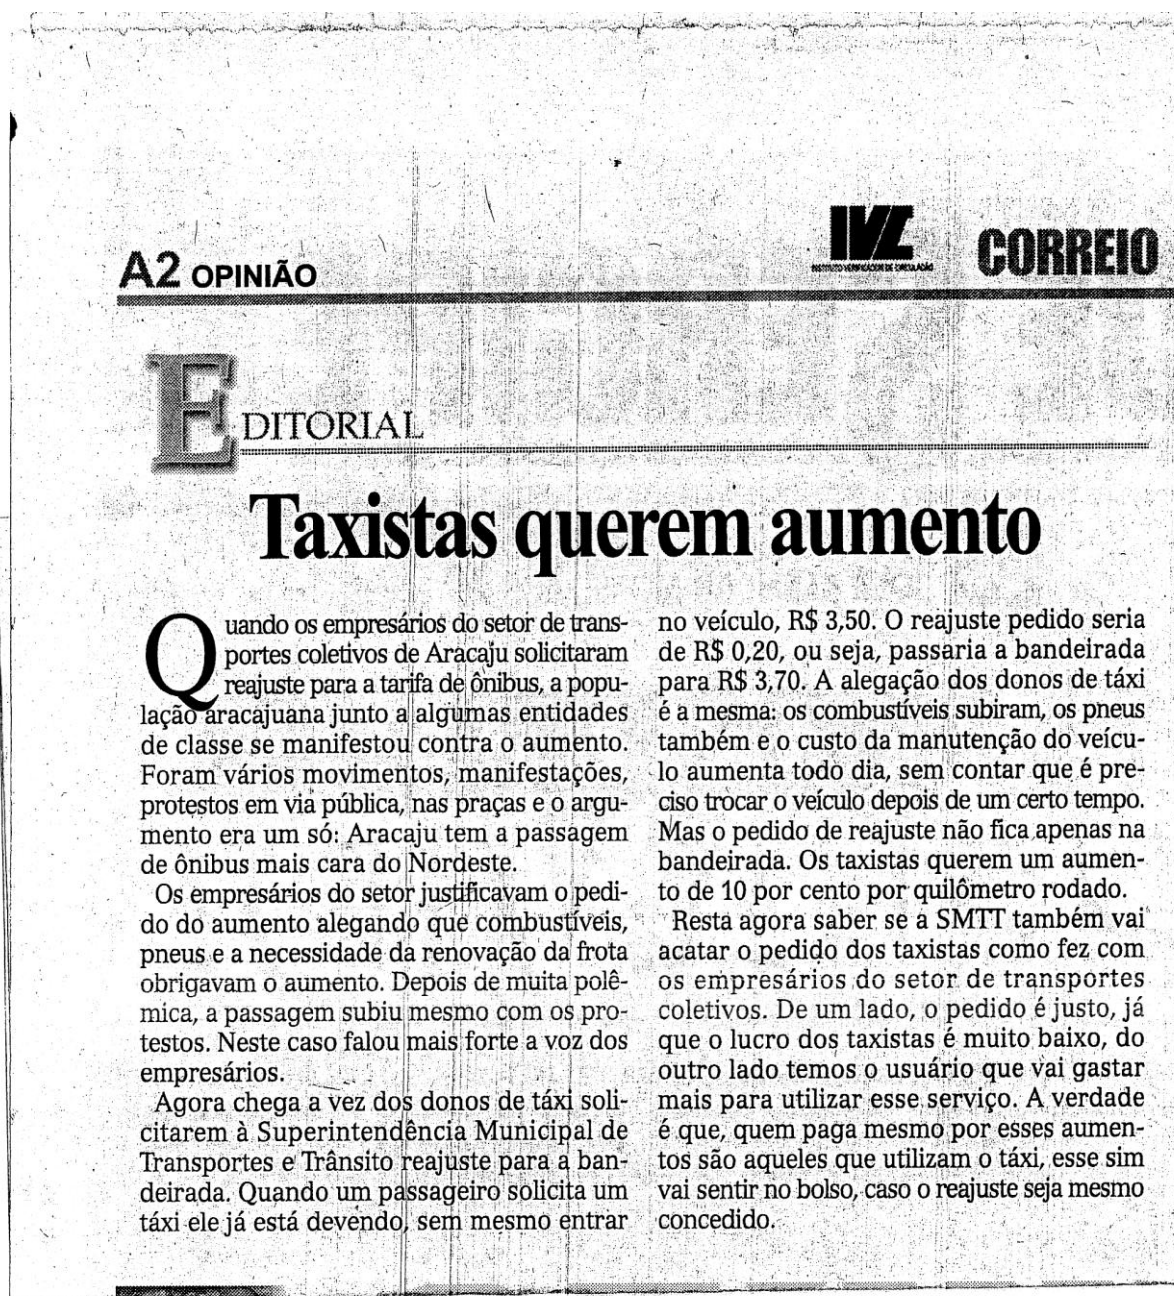 A2 OPINIÃO
IVC
INSTITUTO VERIFICADOR DE CIRCULAÇÃO
CORREIO
EDITORIAL
Taxistas querem aumento
Quando os empresários do setor de trans-
portes coletivos de Aracaju solicitaram
reajuste para a tarifa de ônibus, a popu-
lação aracajuana junto a algumas entidades
de classe se manifestou contra o aumento.
Foram vários movimentos, manifestações,
protestos em via pública, nas praças e o argu-
mento era um só: Aracaju tem a passagem
de ônibus mais cara do Nordeste.
Os empresários do setor justificavam o pedi-
do do aumento alegando que combustíveis,
pneus e a necessidade da renovação da frota
obrigavam o aumento. Depois de muita polê-
mica, a passagem subiu mesmo com os pro-
testos. Neste caso falou mais forte a voz dos
empresários.
Agora chega a vez dos donos de táxi soli-
citarem à Superintendência Municipal de
Transportes e Trânsito reajuste para a ban-
deirada. Quando um passageiro solicita um
táxi ele já está devendo, sem mesmo entrar
no veículo, R$ 3,50. O reajuste pedido seria
de R$ 0,20, ou seja, passaria a bandeirada
para R$ 3,70. A alegação dos donos de táxi
é a mesma: os combustíveis subiram, os pneus
também e o custo da manutenção do veícu-
lo aumenta todo dia, sem contar que é pre-
ciso trocar o veículo depois de um certo tempo.
Mas o pedido de reajuste não fica apenas na
bandeirada. Os taxistas querem um aumen-
to de 10 por cento por quilômetro rodado.
Resta agora saber se a SMTT também vai
acatar o pedido dos taxistas como fez com
os empresários do setor de transportes
coletivos. De um lado, o pedido é justo, já
que o lucro dos taxistas é muito baixo, do
outro lado temos o usuário que vai gastar
mais para utilizar esse serviço. A verdade
é que, quem paga mesmo por esses aumen-
tos são aqueles que utilizam o táxi, esse sim
vai sentir no bolso, caso o reajuste seja mesmo
concedido.